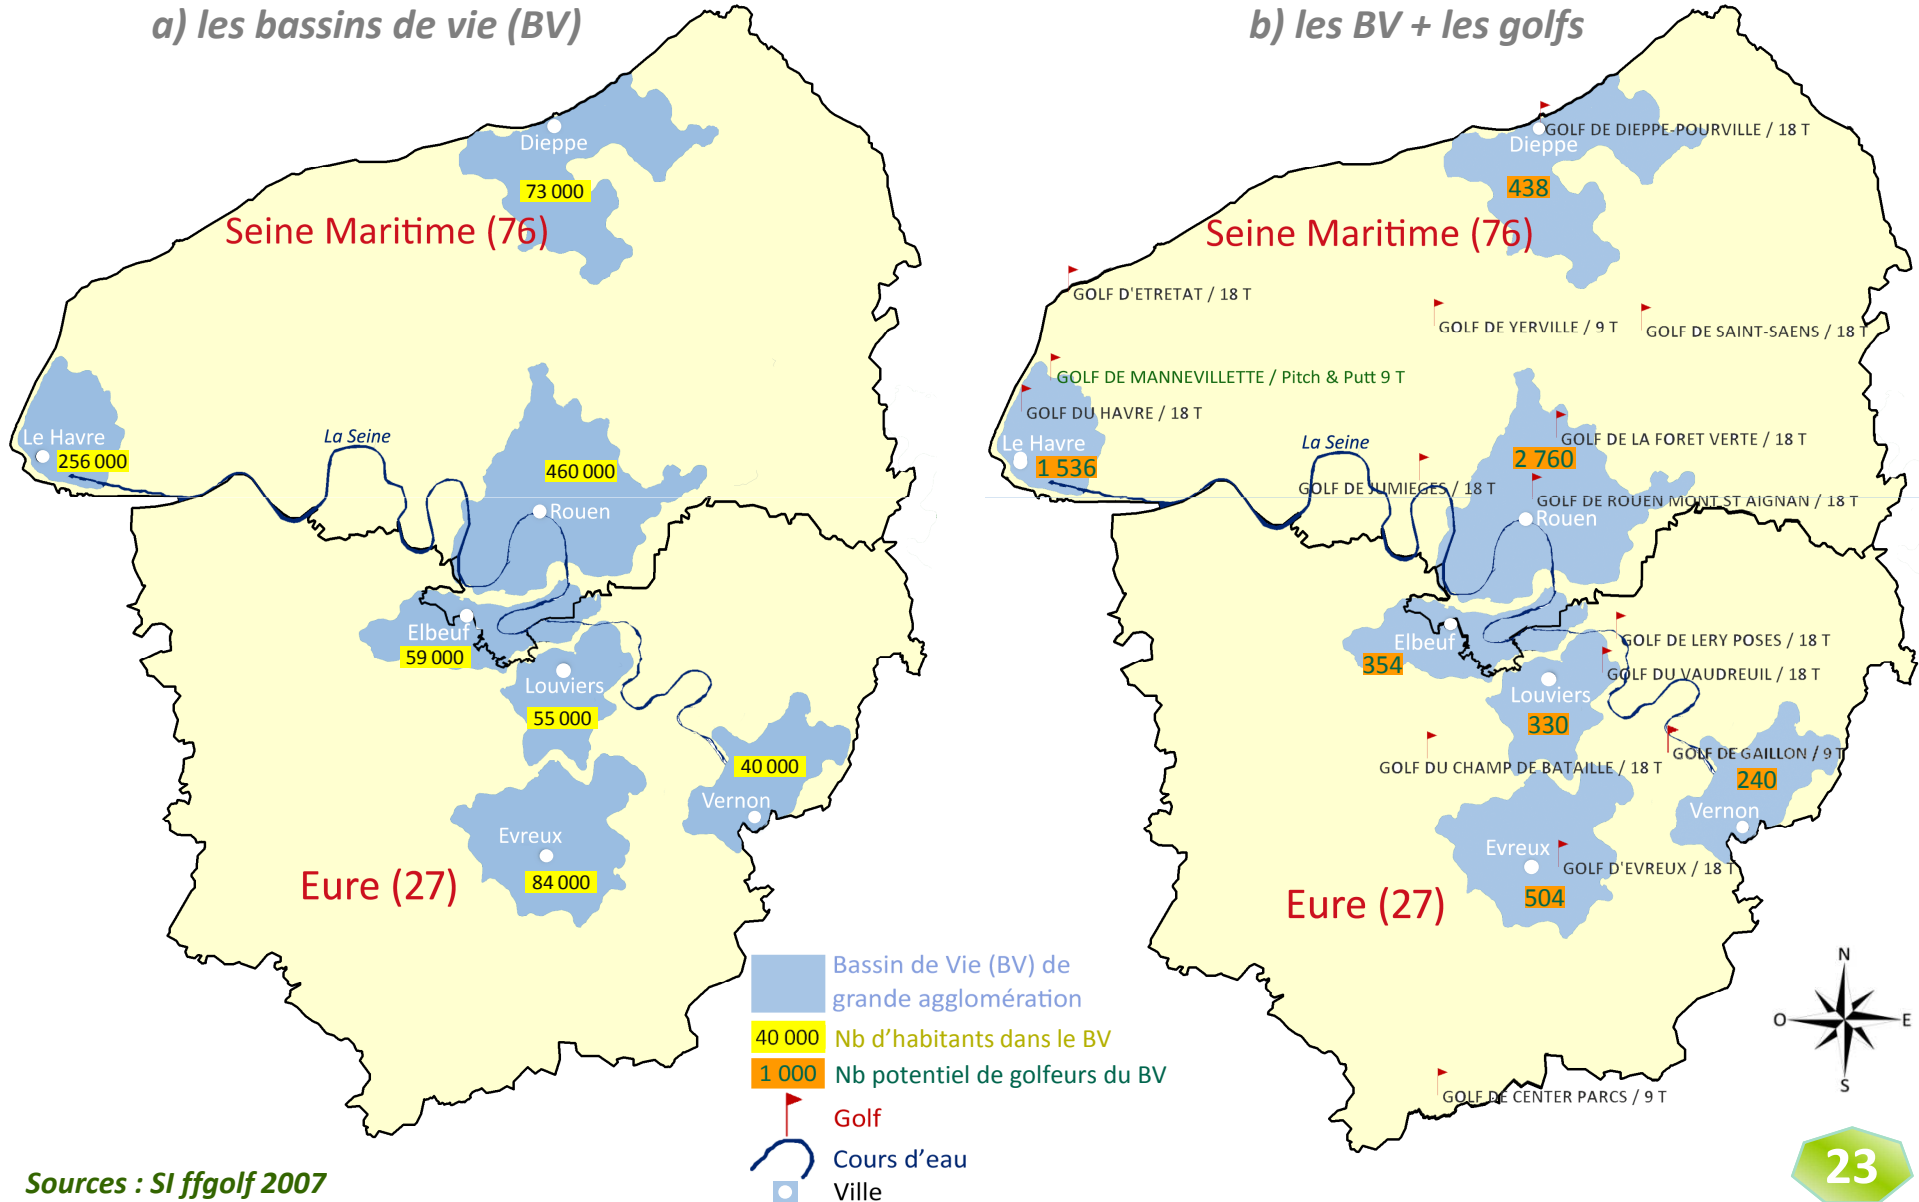 a) les bassins de vie (BV)
Dieppe
73 000
Seine Maritime (76)
Le Havre
256 000
La Seine
460 000
Rouen
Elbeuf
59 000
Louviers
55 000
40 000
Vernon
Evreux
84 000
Eure (27)
b) les BV + les golfs
GOLF DE DIEPPE-POURVILLE / 18 T
Dieppe
438
Seine Maritime (76)
GOLF D'ETRETAT / 18 T
GOLF DE YERVILLE / 9 T
GOLF DE SAINT-SAENS / 18 T
GOLF DE MANNEVILLETTE / Pitch & Putt 9 T
GOLF DU HAVRE / 18 T
Le Havre
1 536
La Seine
GOLF DE LA FORET VERTE / 18 T
2 760
GOLF DE JUMIEGES / 18 T
GOLF DE ROUEN MONT ST AIGNAN / 18 T
Rouen
Elbeuf
354
GOLF DE LERY POSES / 18 T
GOLF DU VAUDREUIL / 18 T
Louviers
330
GOLF DU CHAMP DE BATAILLE / 18 T
GOLF DE GAILLON / 9 T
240
Vernon
Evreux
GOLF D'EVREUX / 18 T
504
Eure (27)
GOLF DE CENTER PARCS / 9 T
N
O
E
S
Bassin de Vie (BV) de
grande agglomération
40 000 Nb d'habitants dans le BV
1 000 Nb potentiel de golfeurs du BV
Golf
Cours d'eau
Ville
Sources : SI ffgolf 2007
23